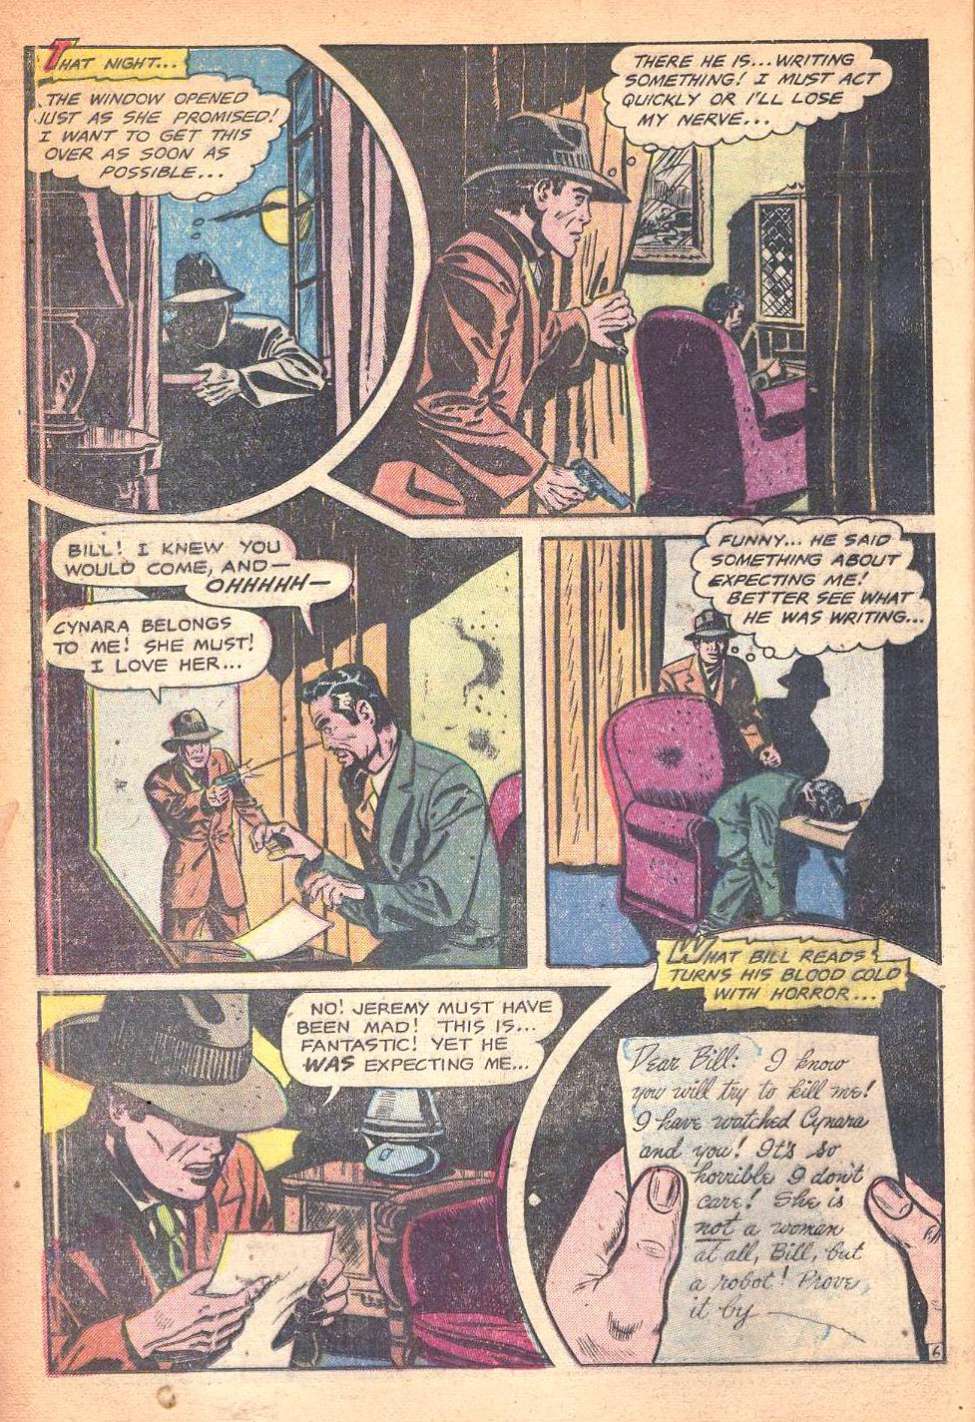 THAT NIGHT...
THE WINDOW OPENED
JUST AS SHE PROMISED!
I WANT TO GET THIS
OVER AS SOON AS
POSSIBLE...
THERE HE IS...WRITING
SOMETHING! I MUST ACT
QUICKLY OR I'LL LOSE
MY NERVE...
BILL! I KNEW YOU
WOULD COME, AND—
OHHHHH—
CYNARA BELONGS
TO ME! SHE MUST!
I LOVE HER...
FUNNY... HE SAID
SOMETHING ABOUT
EXPECTING ME!
BETTER SEE WHAT
HE WAS WRITING...
NO! JEREMY MUST HAVE
BEEN MAD! THIS IS...
FANTASTIC! YET HE
WAS EXPECTING ME...
WHAT BILL READS
TURNS HIS BLOOD COLD
WITH HORROR...
Dear Bill: I know
you will try to kill me!
I have watched Cynara
and you! It's so
horrible I don't
care! She is
not a woman
at all, Bill, but
a robot! Prove
it by—
6